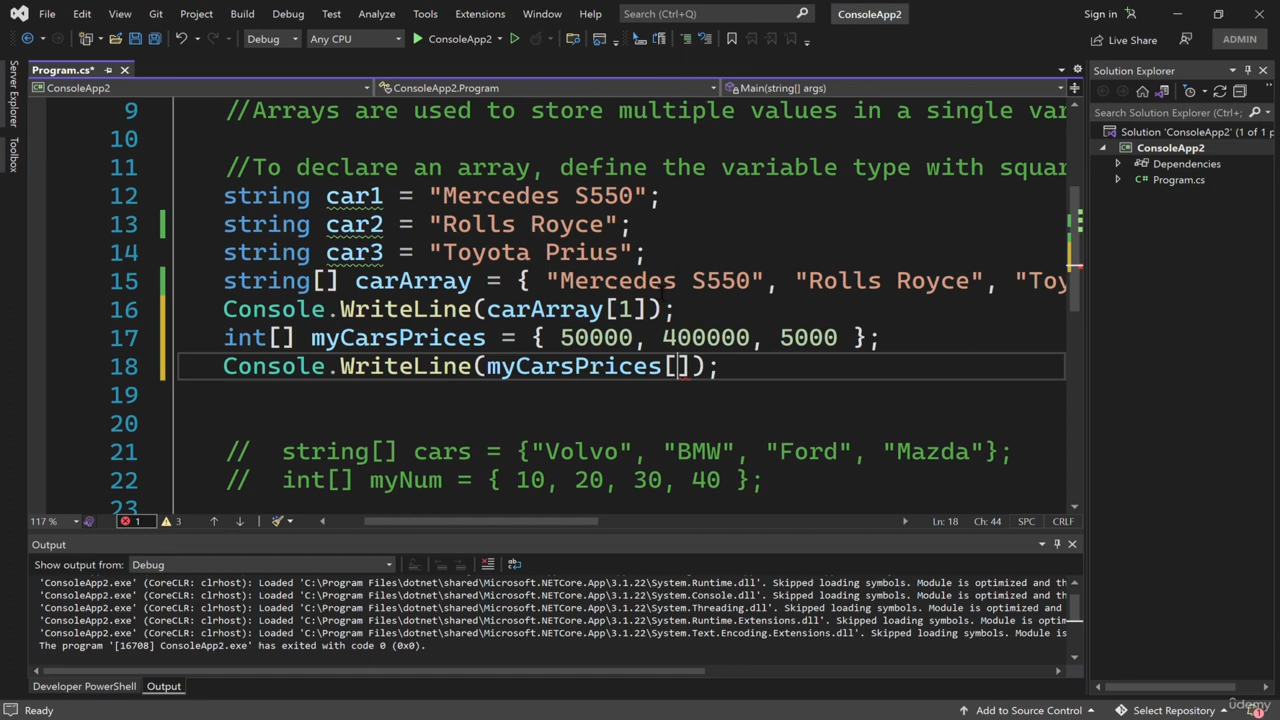 File Edit View Git Project Build Debug Test Analyze Tools Extensions Window Help Search (Ctrl+Q) ConsoleApp2 Sign in
Debug Any CPU ConsoleApp2 Live Share ADMIN
Server Explorer
Toolbox
Program.cs*
ConsoleApp2 ConsoleApp2.Program Main(string[] args)
9 //Arrays are used to store multiple values in a single var
10
11 //To declare an array, define the variable type with squar
12 string car1 = "Mercedes S550";
13 string car2 = "Rolls Royce";
14 string car3 = "Toyota Prius";
15 string[] carArray = { "Mercedes S550", "Rolls Royce", "Toy
16 Console.WriteLine(carArray[1]);
17 int[] myCarsPrices = { 50000, 400000, 5000 };
18 Console.WriteLine(myCarsPrices[]);
19
20
21 // string[] cars = {"Volvo", "BMW", "Ford", "Mazda"};
22 // int[] myNum = { 10, 20, 30, 40 };
23
117 % 1 3 Ln: 18 Ch: 44 SPC CRLF
Solution Explorer
Search Solution Explorer (Ctrl+;
Solution 'ConsoleApp2' (1 of 1 p
ConsoleApp2
Dependencies
Program.cs
Output
Show output from: Debug
'ConsoleApp2.exe' (CoreCLR: clrhost): Loaded 'C:\Program Files\dotnet\shared\Microsoft.NETCore.App\3.1.22\System.Runtime.dll'. Skipped loading symbols. Module is optimized and th
'ConsoleApp2.exe' (CoreCLR: clrhost): Loaded 'C:\Program Files\dotnet\shared\Microsoft.NETCore.App\3.1.22\System.Console.dll'. Skipped loading symbols. Module is optimized and th
'ConsoleApp2.exe' (CoreCLR: clrhost): Loaded 'C:\Program Files\dotnet\shared\Microsoft.NETCore.App\3.1.22\System.Threading.dll'. Skipped loading symbols. Module is optimized and
'ConsoleApp2.exe' (CoreCLR: clrhost): Loaded 'C:\Program Files\dotnet\shared\Microsoft.NETCore.App\3.1.22\System.Runtime.Extensions.dll'. Skipped loading symbols. Module is optim
'ConsoleApp2.exe' (CoreCLR: clrhost): Loaded 'C:\Program Files\dotnet\shared\Microsoft.NETCore.App\3.1.22\System.Text.Encoding.Extensions.dll'. Skipped loading symbols. Module is
The program '[16708] ConsoleApp2.exe' has exited with code 0 (0x0).
Developer PowerShell Output
Ready Add to Source Control Select Repository 1
udemy